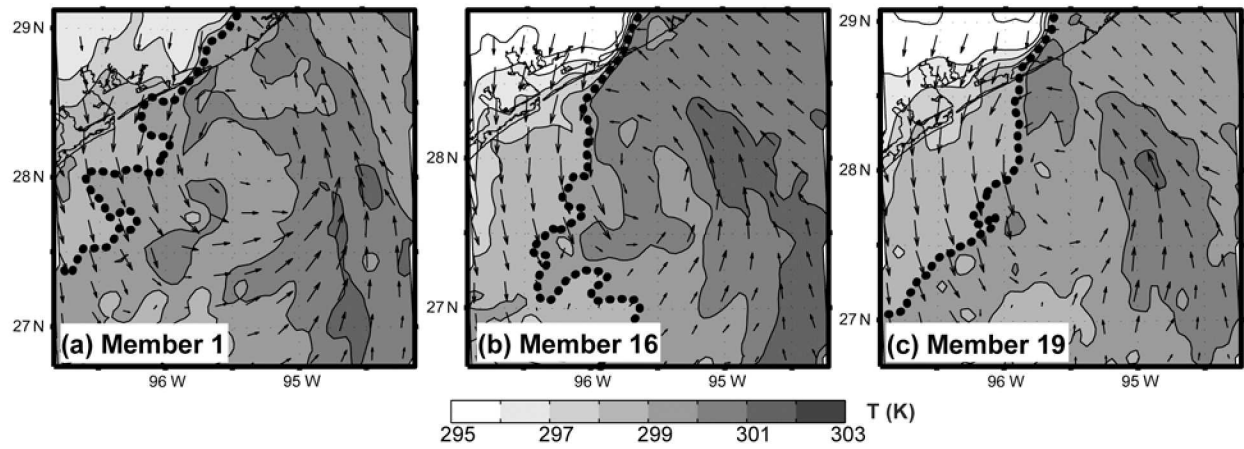 29 N 29 N 29 N
28 N 28 N 28 N
27 N 27 N 27 N
(a) Member 1 (b) Member 16 (c) Member 19
96 W 95 W 96 W 95 W 96 W 95 W
T (K)
295 297 299 301 303